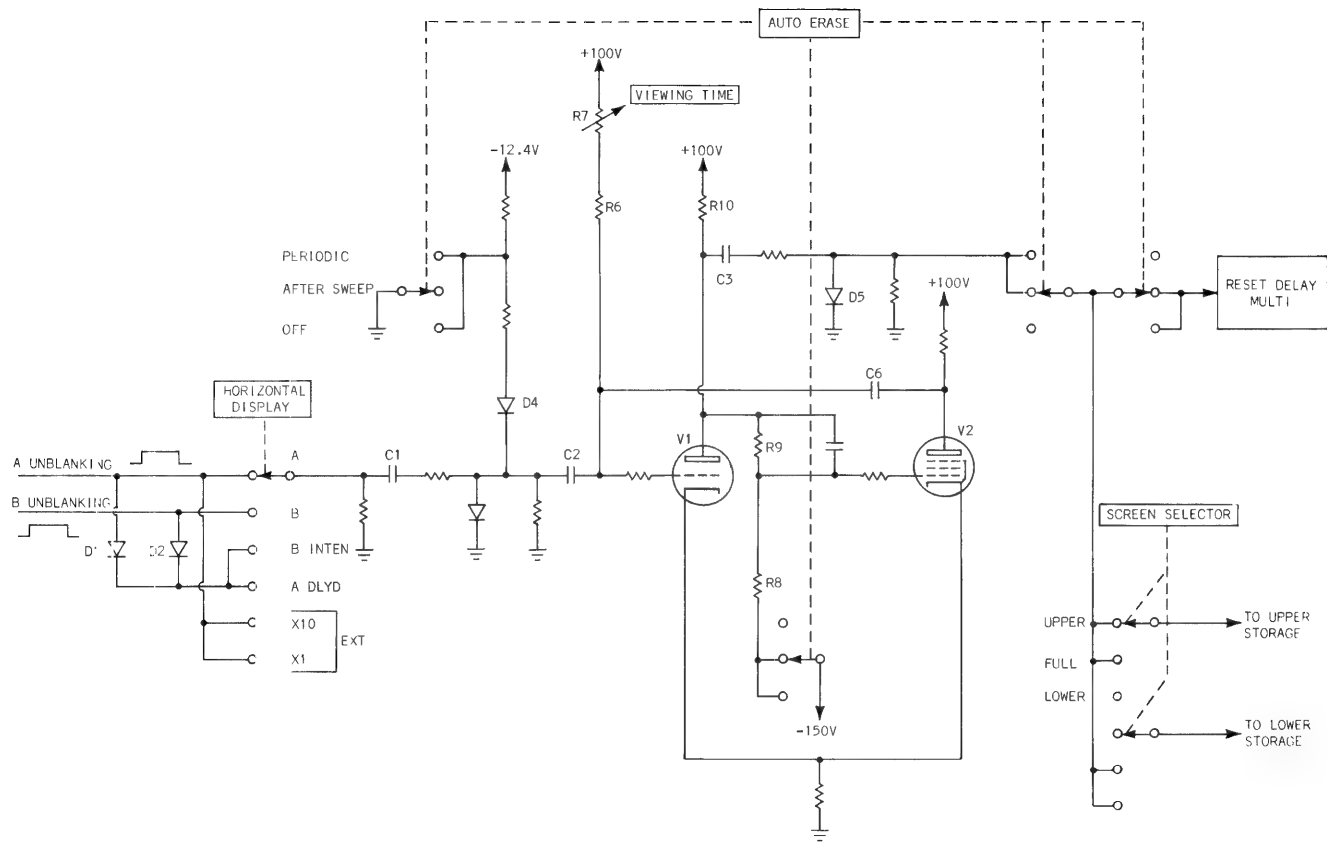 AUTO ERASE
+100V
VIEWING TIME
R7
-12.4V
+100V
R6
R10
PERIODIC
AFTER SWEEP
OFF
C3
D5
+100V
RESET DELAY
MULTI
HORIZONTAL
DISPLAY
D4
C6
A UNBLANKING
A
C1
C2
V1
R9
V2
B UNBLANKING
B
D1
D2
B INTEN
A DLYD
X10
EXT
X1
R8
-150V
SCREEN SELECTOR
UPPER
TO UPPER
STORAGE
FULL
LOWER
TO LOWER
STORAGE